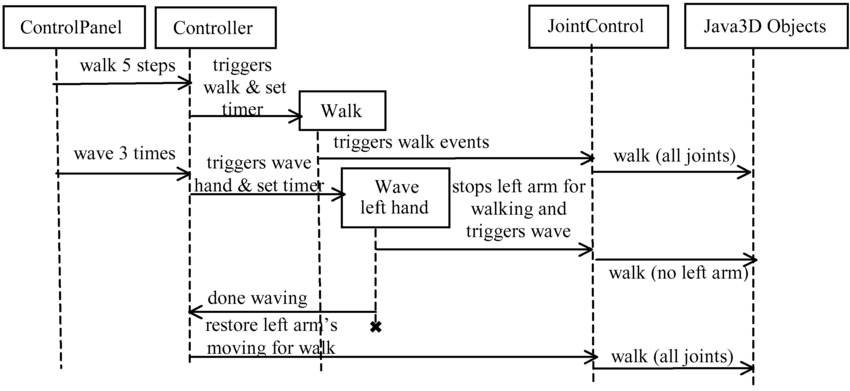 ControlPanel
Controller
JointControl
Java3D Objects
walk 5 steps
triggers
walk & set
timer
Walk
triggers walk events
walk (all joints)
wave 3 times
triggers wave
hand & set timer
Wave
left hand
stops left arm for
walking and
triggers wave
walk (no left arm)
done waving
restore left arm's
moving for walk
walk (all joints)